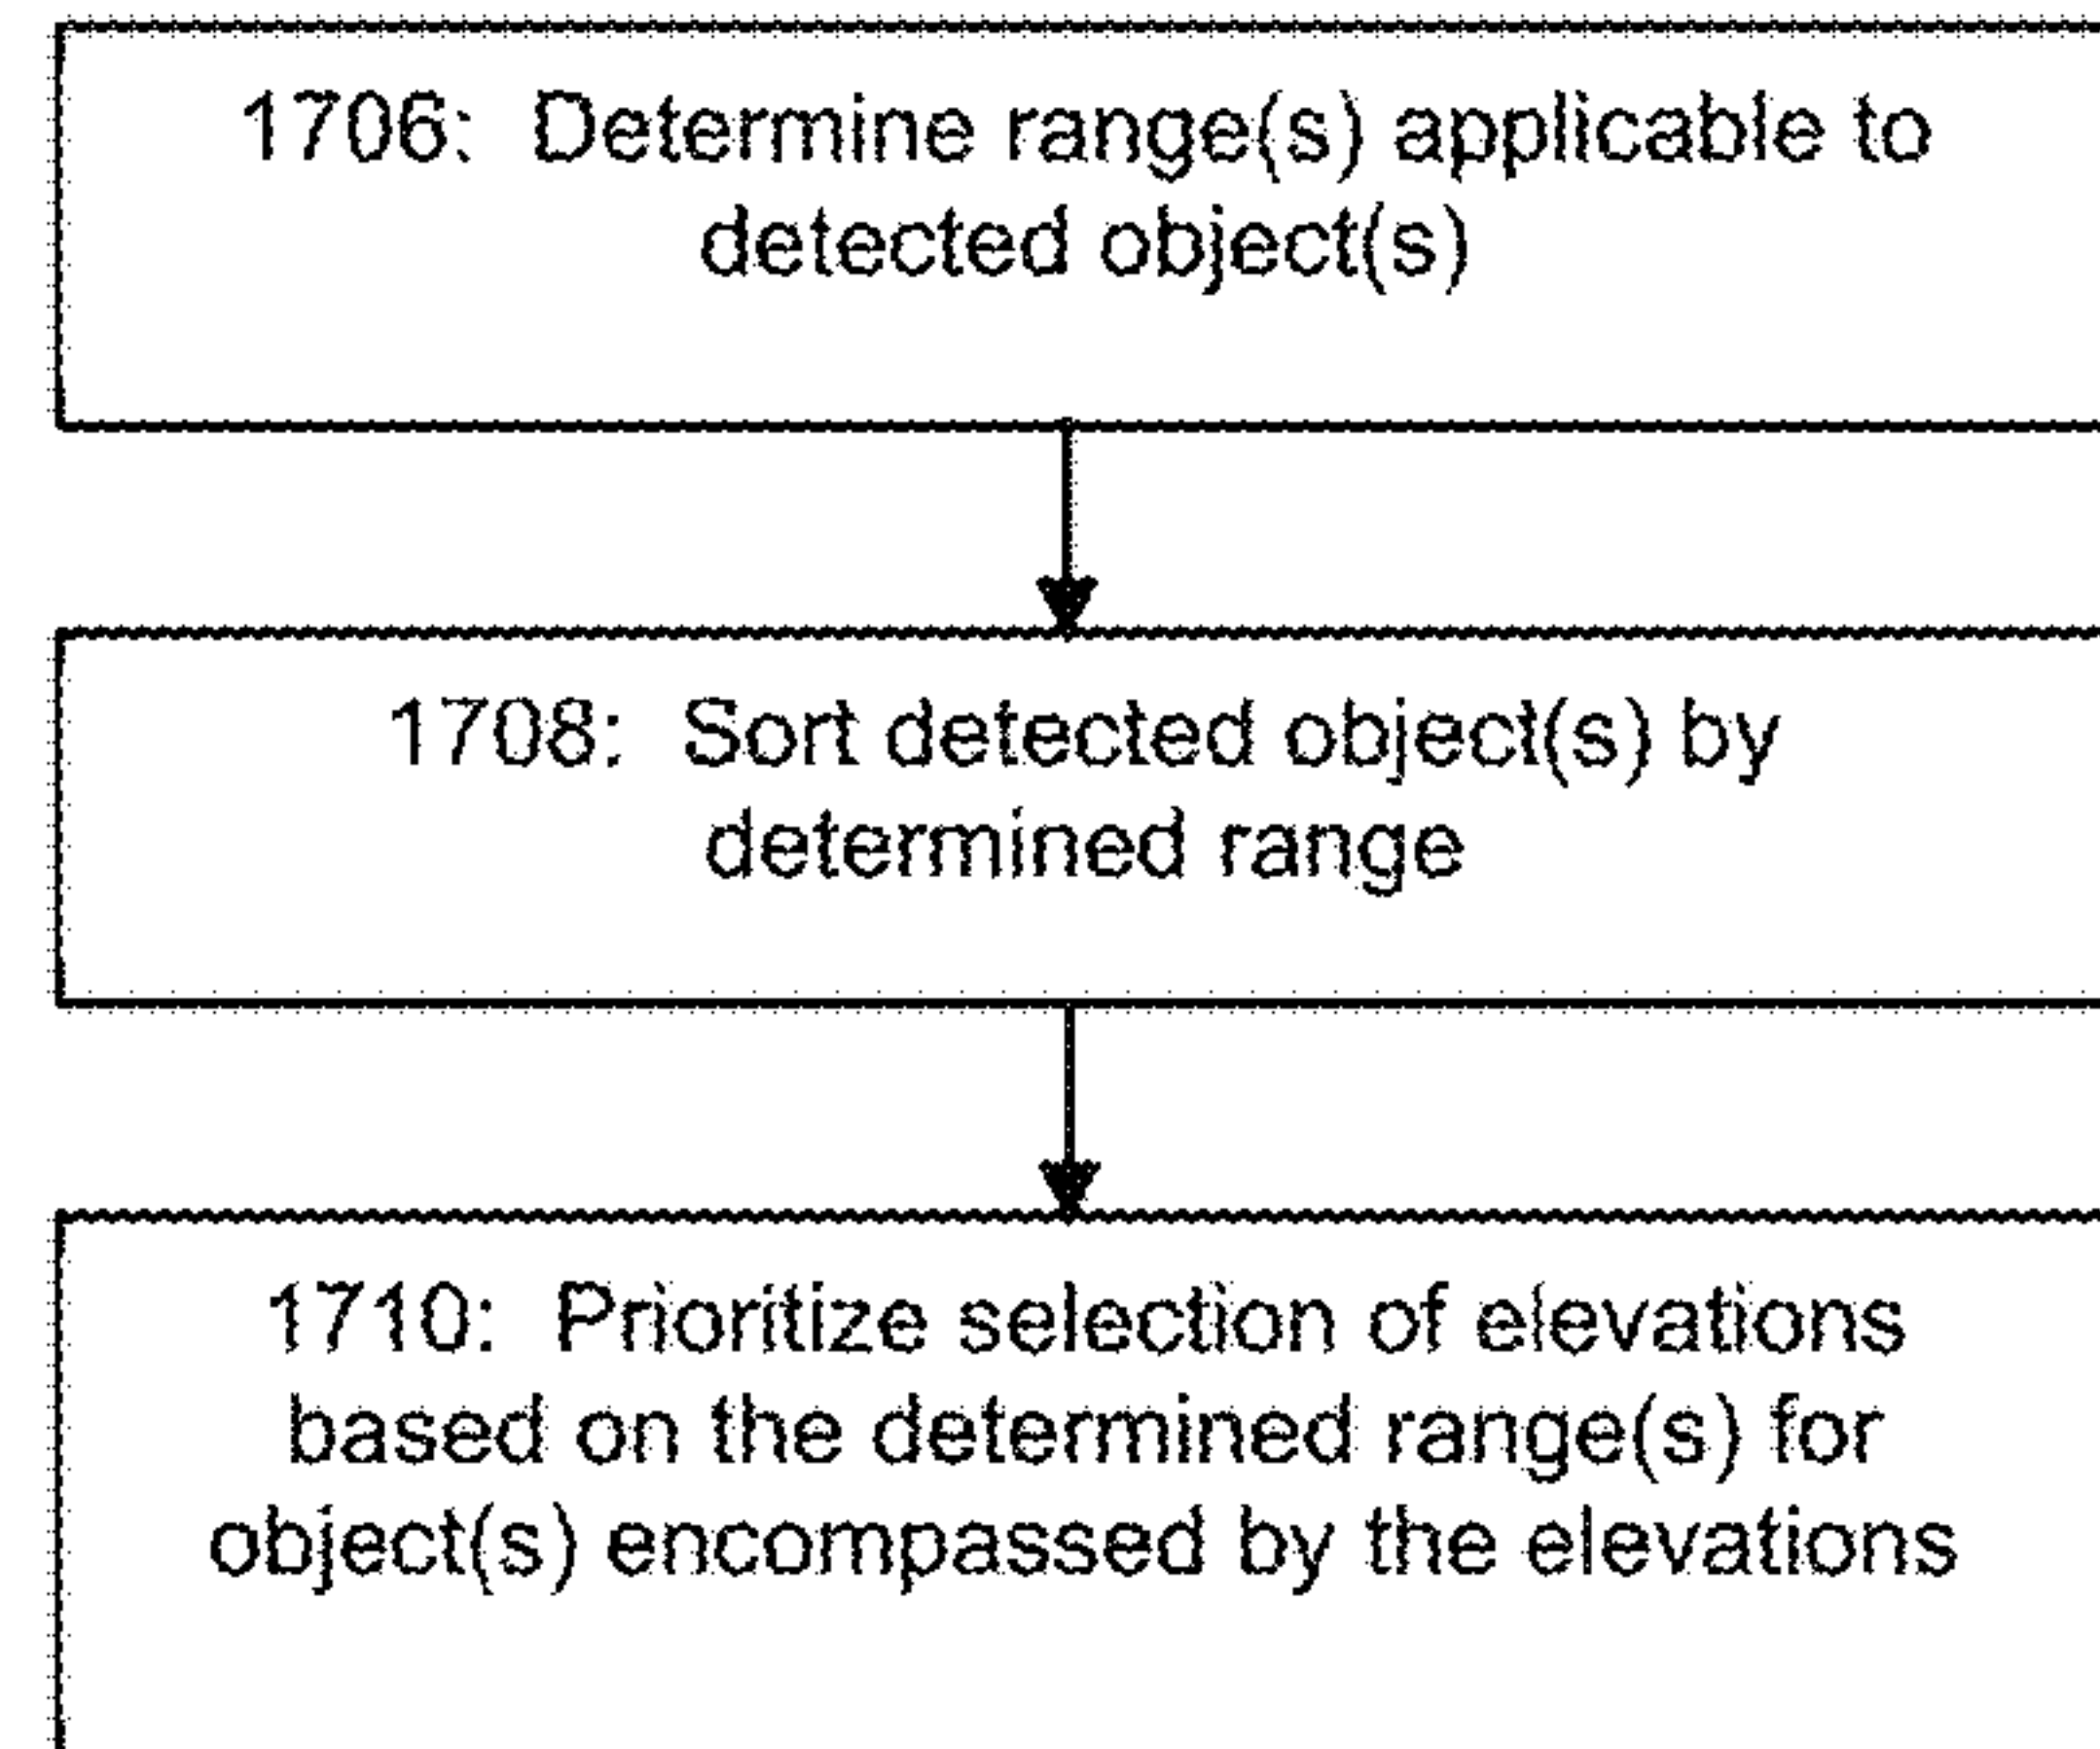 1706: Determine range(s) applicable to
detected object(s)
1708: Sort detected object(s) by
determined range
1710: Prioritize selection of elevations
based on the determined range(s) for
object(s) encompassed by the elevations